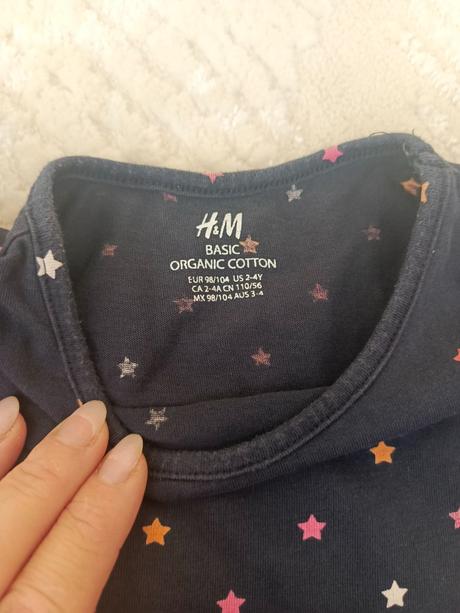 H&M
BASIC
ORGANIC COTTON
EUR 98/104 US 2-4Y
CA 2-4A CN 110/56
MX 98/104 AUS 3-4